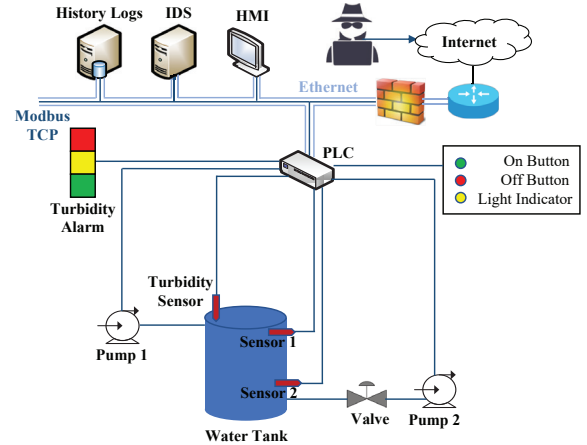 History Logs
IDS
HMI
Internet
Ethernet
Modbus
TCP
PLC
On Button
Off Button
Light Indicator
Turbidity
Alarm
Turbidity
Sensor
Sensor 1
Pump 1
Sensor 2
Valve
Pump 2
Water Tank